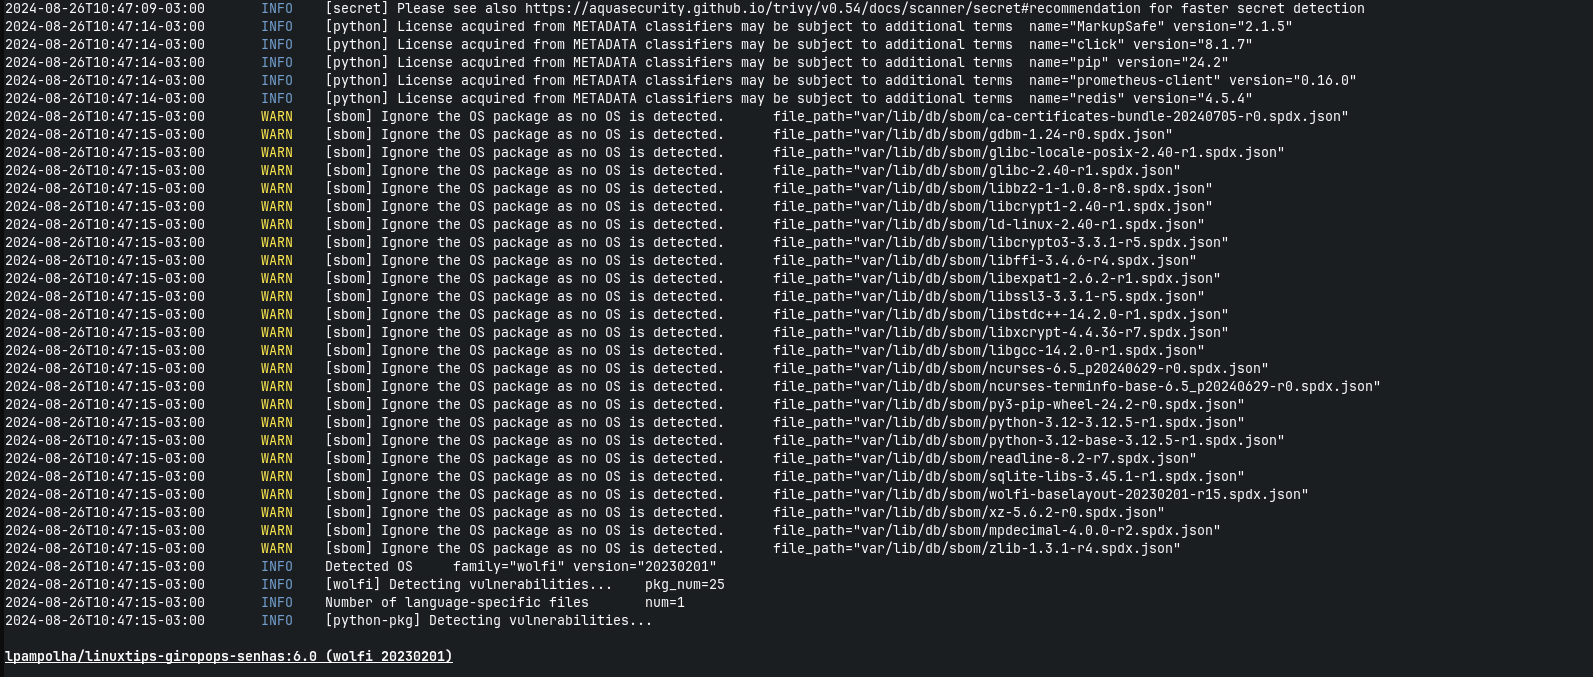 2024-08-26T10:47:09-03:00 INFO [secret] Please see also https://aquasecurity.github.io/trivy/v0.54/docs/scanner/secret#recommendation for faster secret detection
2024-08-26T10:47:14-03:00 INFO [python] License acquired from METADATA classifiers may be subject to additional terms name="MarkupSafe" version="2.1.5"
2024-08-26T10:47:14-03:00 INFO [python] License acquired from METADATA classifiers may be subject to additional terms name="click" version="8.1.7"
2024-08-26T10:47:14-03:00 INFO [python] License acquired from METADATA classifiers may be subject to additional terms name="pip" version="24.2"
2024-08-26T10:47:14-03:00 INFO [python] License acquired from METADATA classifiers may be subject to additional terms name="prometheus-client" version="0.16.0"
2024-08-26T10:47:14-03:00 INFO [python] License acquired from METADATA classifiers may be subject to additional terms name="redis" version="4.5.4"
2024-08-26T10:47:15-03:00 WARN [sbom] Ignore the OS package as no OS is detected. file_path="var/lib/db/sbom/ca-certificates-bundle-20240705-r0.spdx.json"
2024-08-26T10:47:15-03:00 WARN [sbom] Ignore the OS package as no OS is detected. file_path="var/lib/db/sbom/gdbm-1.24-r0.spdx.json"
2024-08-26T10:47:15-03:00 WARN [sbom] Ignore the OS package as no OS is detected. file_path="var/lib/db/sbom/glibc-locale-posix-2.40-r1.spdx.json"
2024-08-26T10:47:15-03:00 WARN [sbom] Ignore the OS package as no OS is detected. file_path="var/lib/db/sbom/glibc-2.40-r1.spdx.json"
2024-08-26T10:47:15-03:00 WARN [sbom] Ignore the OS package as no OS is detected. file_path="var/lib/db/sbom/libbz2-1-1.0.8-r8.spdx.json"
2024-08-26T10:47:15-03:00 WARN [sbom] Ignore the OS package as no OS is detected. file_path="var/lib/db/sbom/libcrypt1-2.40-r1.spdx.json"
2024-08-26T10:47:15-03:00 WARN [sbom] Ignore the OS package as no OS is detected. file_path="var/lib/db/sbom/ld-linux-2.40-r1.spdx.json"
2024-08-26T10:47:15-03:00 WARN [sbom] Ignore the OS package as no OS is detected. file_path="var/lib/db/sbom/libcrypto3-3.3.1-r5.spdx.json"
2024-08-26T10:47:15-03:00 WARN [sbom] Ignore the OS package as no OS is detected. file_path="var/lib/db/sbom/libffi-3.4.6-r4.spdx.json"
2024-08-26T10:47:15-03:00 WARN [sbom] Ignore the OS package as no OS is detected. file_path="var/lib/db/sbom/libexpat1-2.6.2-r1.spdx.json"
2024-08-26T10:47:15-03:00 WARN [sbom] Ignore the OS package as no OS is detected. file_path="var/lib/db/sbom/libssl3-3.3.1-r5.spdx.json"
2024-08-26T10:47:15-03:00 WARN [sbom] Ignore the OS package as no OS is detected. file_path="var/lib/db/sbom/libstdc++-14.2.0-r1.spdx.json"
2024-08-26T10:47:15-03:00 WARN [sbom] Ignore the OS package as no OS is detected. file_path="var/lib/db/sbom/libxcrypt-4.4.36-r7.spdx.json"
2024-08-26T10:47:15-03:00 WARN [sbom] Ignore the OS package as no OS is detected. file_path="var/lib/db/sbom/libgcc-14.2.0-r1.spdx.json"
2024-08-26T10:47:15-03:00 WARN [sbom] Ignore the OS package as no OS is detected. file_path="var/lib/db/sbom/ncurses-6.5_p20240629-r0.spdx.json"
2024-08-26T10:47:15-03:00 WARN [sbom] Ignore the OS package as no OS is detected. file_path="var/lib/db/sbom/ncurses-terminfo-base-6.5_p20240629-r0.spdx.json"
2024-08-26T10:47:15-03:00 WARN [sbom] Ignore the OS package as no OS is detected. file_path="var/lib/db/sbom/py3-pip-wheel-24.2-r0.spdx.json"
2024-08-26T10:47:15-03:00 WARN [sbom] Ignore the OS package as no OS is detected. file_path="var/lib/db/sbom/python-3.12-3.12.5-r1.spdx.json"
2024-08-26T10:47:15-03:00 WARN [sbom] Ignore the OS package as no OS is detected. file_path="var/lib/db/sbom/python-3.12-base-3.12.5-r1.spdx.json"
2024-08-26T10:47:15-03:00 WARN [sbom] Ignore the OS package as no OS is detected. file_path="var/lib/db/sbom/readline-8.2-r7.spdx.json"
2024-08-26T10:47:15-03:00 WARN [sbom] Ignore the OS package as no OS is detected. file_path="var/lib/db/sbom/sqlite-libs-3.45.1-r1.spdx.json"
2024-08-26T10:47:15-03:00 WARN [sbom] Ignore the OS package as no OS is detected. file_path="var/lib/db/sbom/wolfi-baselayout-20230201-r15.spdx.json"
2024-08-26T10:47:15-03:00 WARN [sbom] Ignore the OS package as no OS is detected. file_path="var/lib/db/sbom/xz-5.6.2-r0.spdx.json"
2024-08-26T10:47:15-03:00 WARN [sbom] Ignore the OS package as no OS is detected. file_path="var/lib/db/sbom/mpdecimal-4.0.0-r2.spdx.json"
2024-08-26T10:47:15-03:00 WARN [sbom] Ignore the OS package as no OS is detected. file_path="var/lib/db/sbom/zlib-1.3.1-r4.spdx.json"
2024-08-26T10:47:15-03:00 INFO Detected OS family="wolfi" version="20230201"
2024-08-26T10:47:15-03:00 INFO [wolfi] Detecting vulnerabilities... pkg_num=25
2024-08-26T10:47:15-03:00 INFO Number of language-specific files num=1
2024-08-26T10:47:15-03:00 INFO [python-pkg] Detecting vulnerabilities...
lpampolha/linuxtips-giropops-senhas:6.0 (wolfi 20230201)